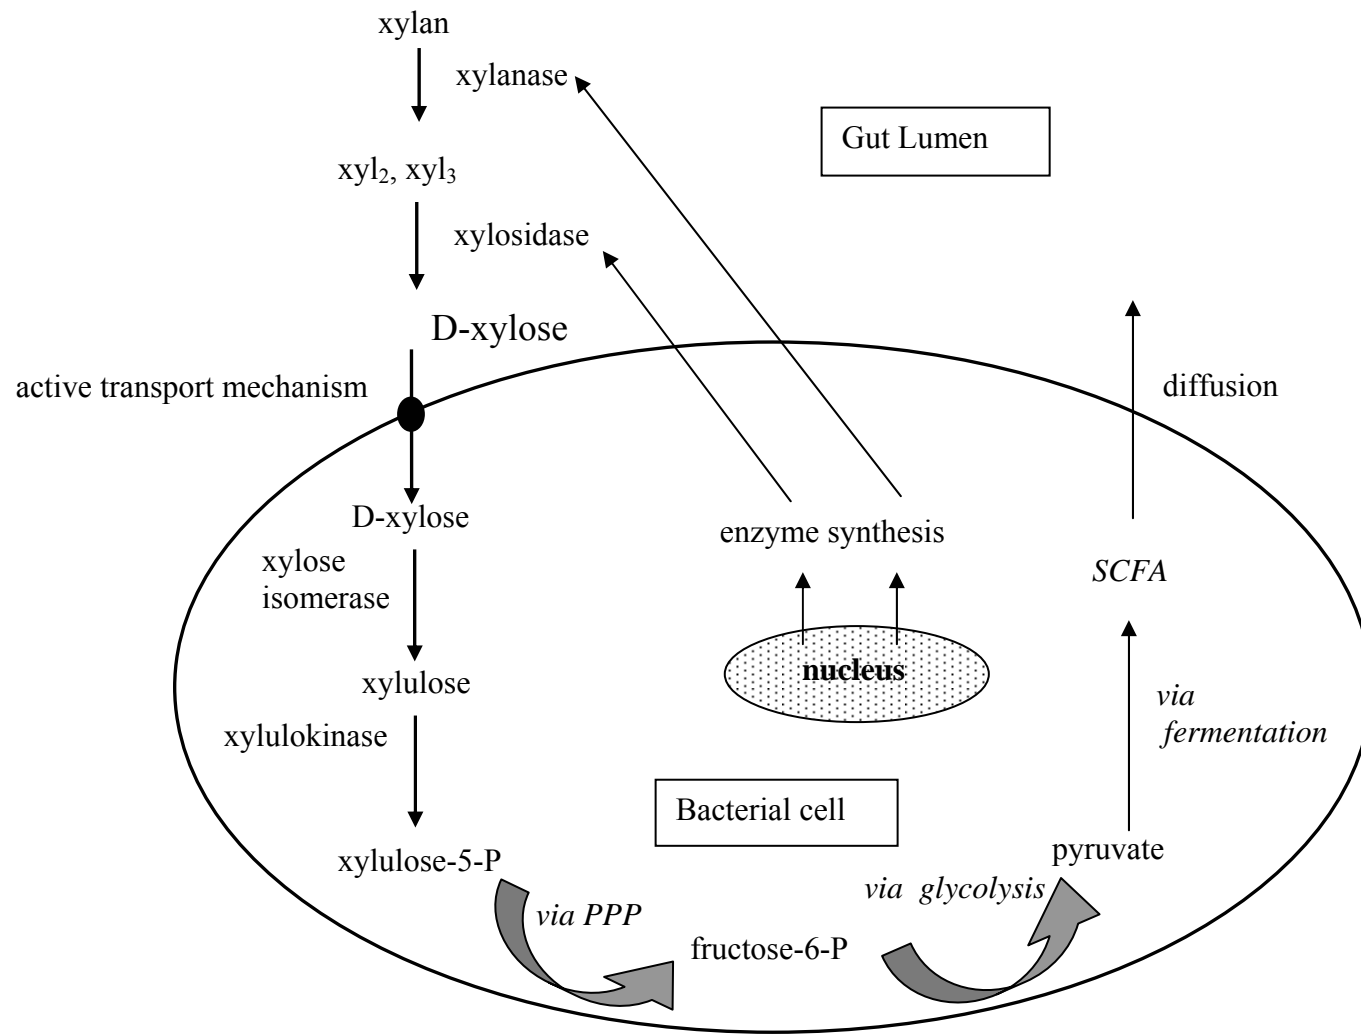 xylan
xylanase
Gut Lumen
xyl₂, xyl₃
xylosidase
D-xylose
active transport mechanism
diffusion
D-xylose
enzyme synthesis
xylose
isomerase
SCFA
nucleus
xylulose
via
fermentation
xylulokinase
Bacterial cell
xylulose-5-P
pyruvate
via glycolysis
via PPP
fructose-6-P